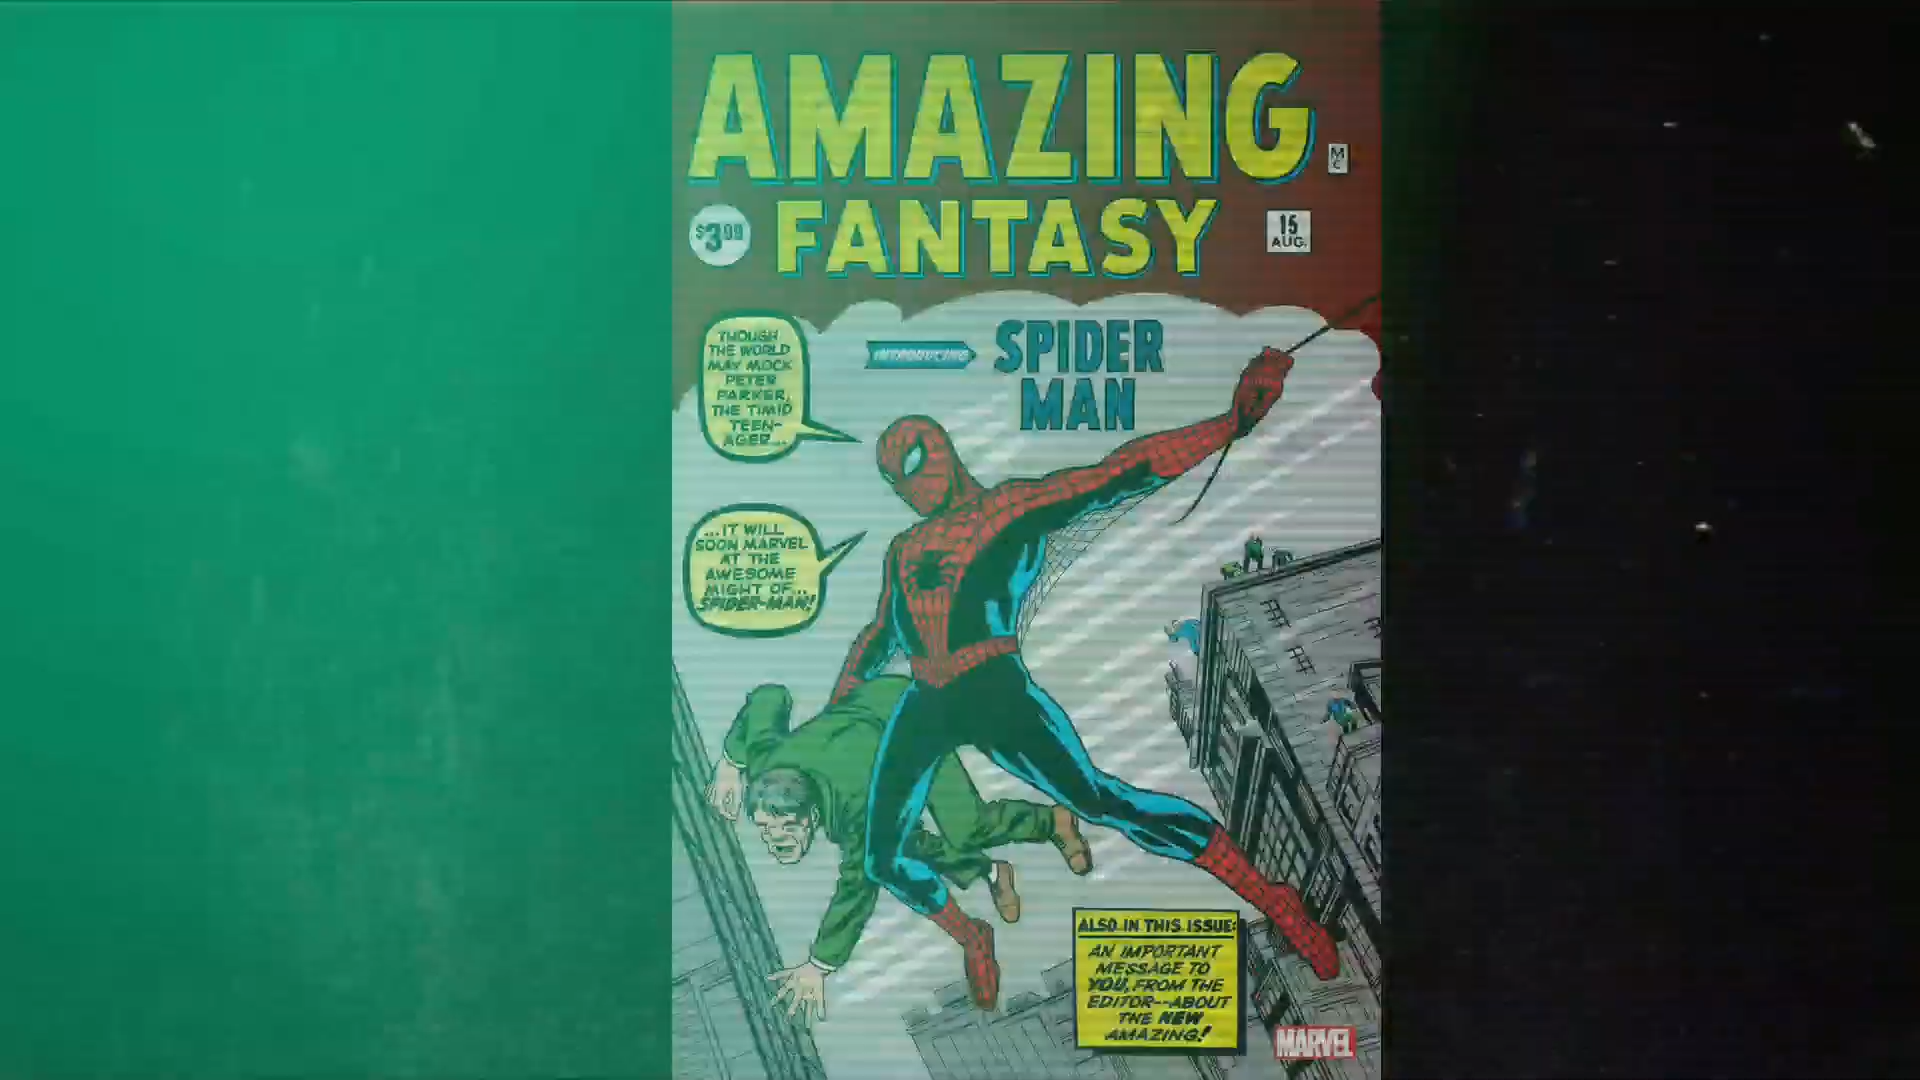 AMAZING
M
C
$3.99
FANTASY
15
AUG.
THOUGH
THE WORLD
MAY MOCK
PETER
PARKER,
THE TIMID
TEEN-
AGER...
INTRODUCING
SPIDER
MAN
...IT WILL
SOON MARVEL
AT THE
AWESOME
MIGHT OF...
SPIDER-MAN!
ALSO IN THIS ISSUE:
AN IMPORTANT
MESSAGE TO
YOU, FROM THE
EDITOR--ABOUT
THE NEW
AMAZING!
MARVEL